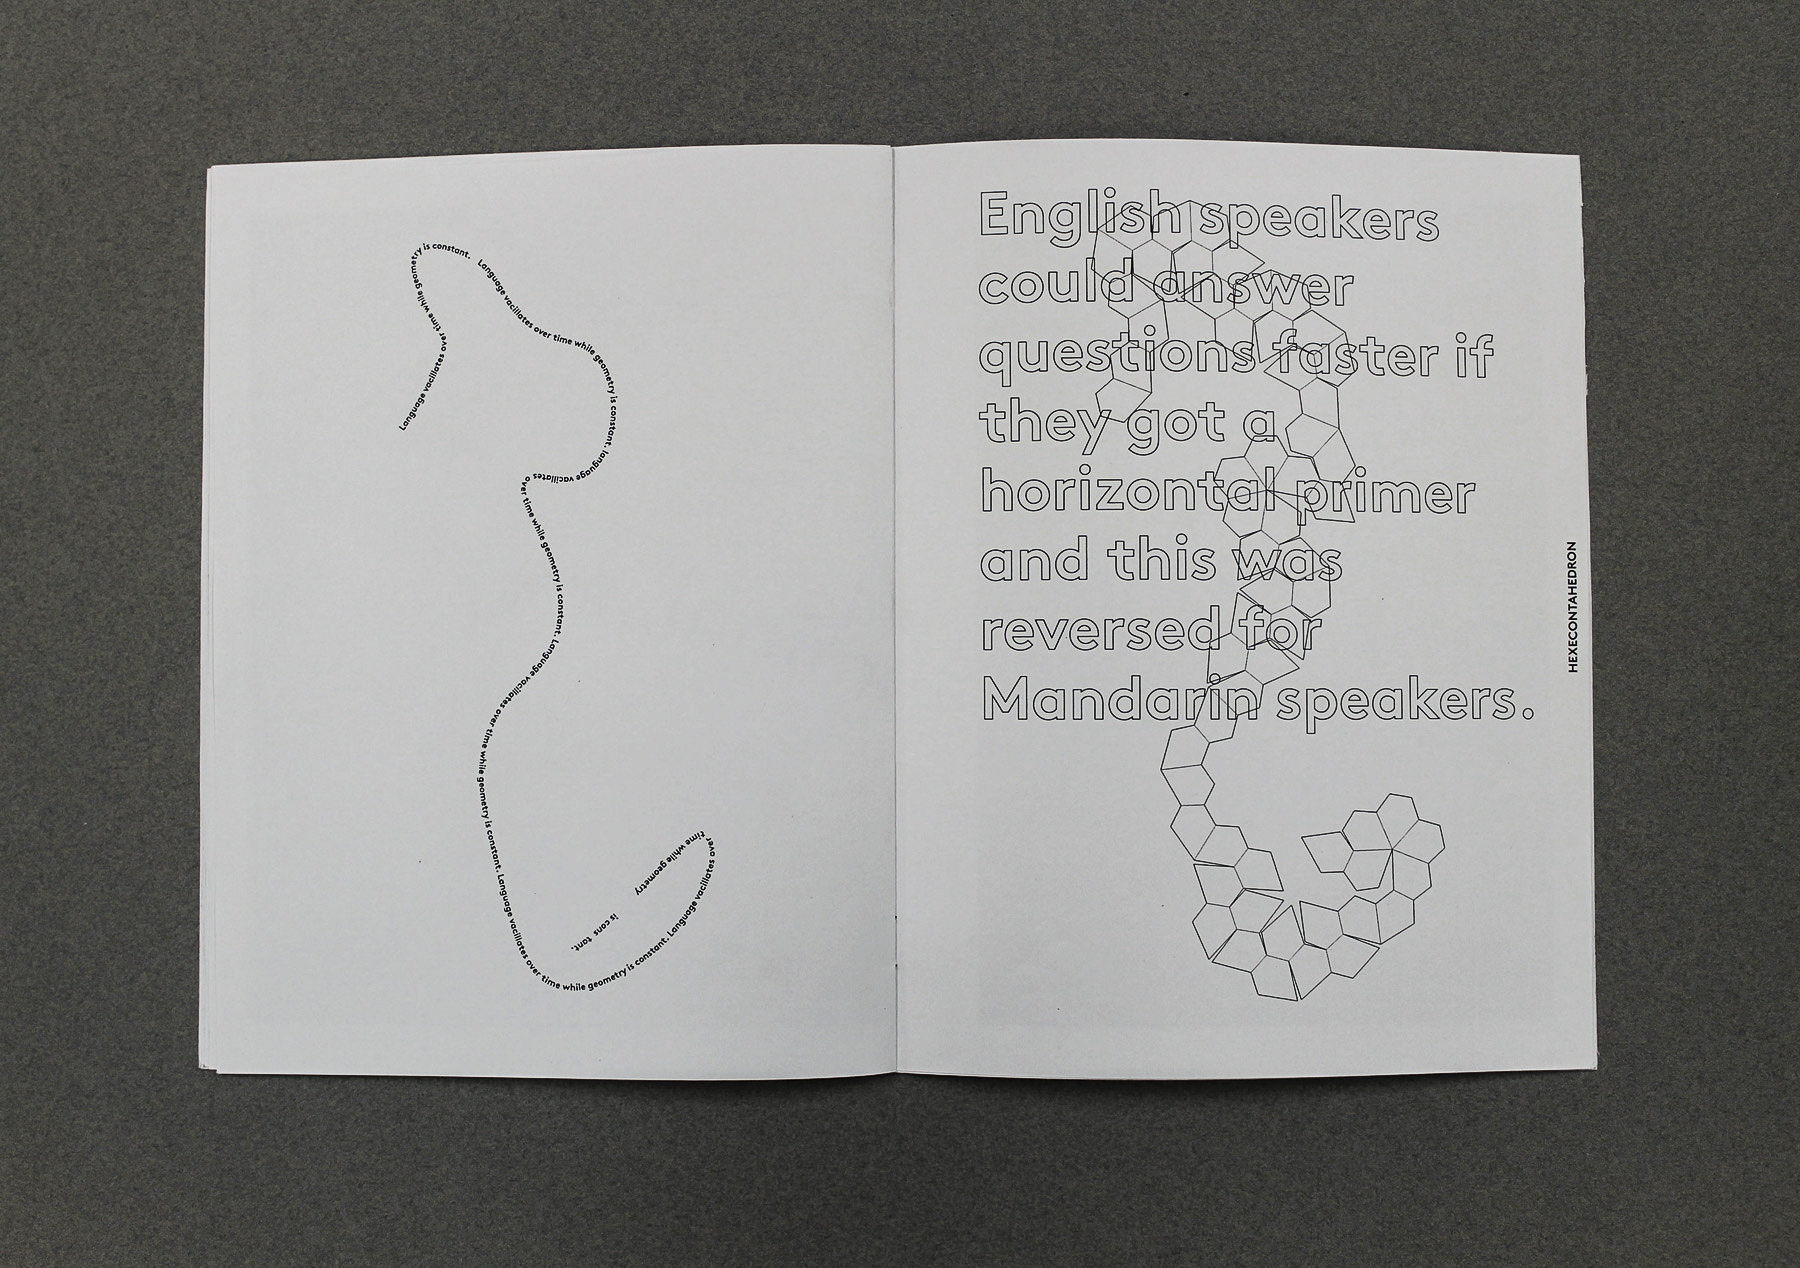 Language vacillates over time while geometry is constant.
Language vacillates over time while geometry is constant.
language vacillates over time while geometry is constant.
Language vacillates over time while geometry is constant.
Language vacillates over time while geometry is constant.
Language vacillates over time while geometry is cons tant.
English speakers
could answer
questions faster if
they got a
horizontal primer
and this was
reversed for
Mandarin speakers.
HEXECONTAHEDRON